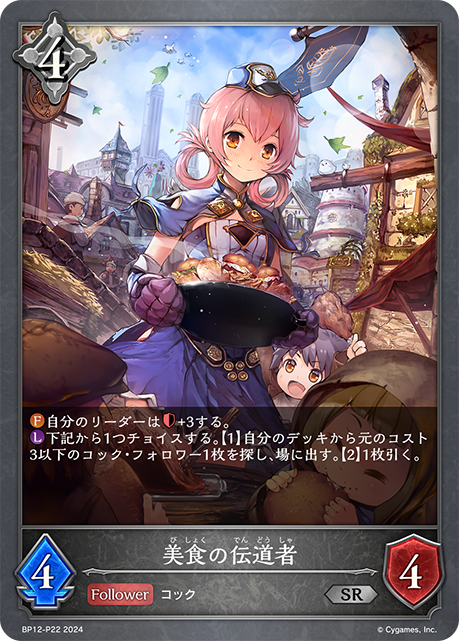 4
F 自分のリーダーは+3する。
L 下記から1つチョイスする。【1】自分のデッキから元のコスト
3以下のコック・フォロワー1枚を探し、場に出す。【2】1枚引く。
び しょく でん どう しゃ
美食の伝道者
4 Follower コック SR 4
BP12-P22 2024 © Cygames, Inc.